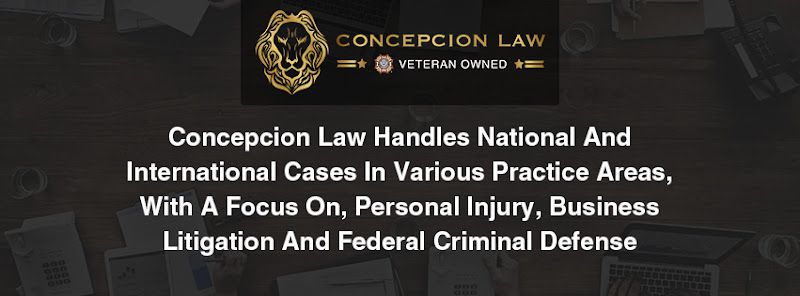 CONCEPCION LAW
VETERAN OWNED
Concepcion Law Handles National And
International Cases In Various Practice Areas,
With A Focus On, Personal Injury, Business
Litigation And Federal Criminal Defense